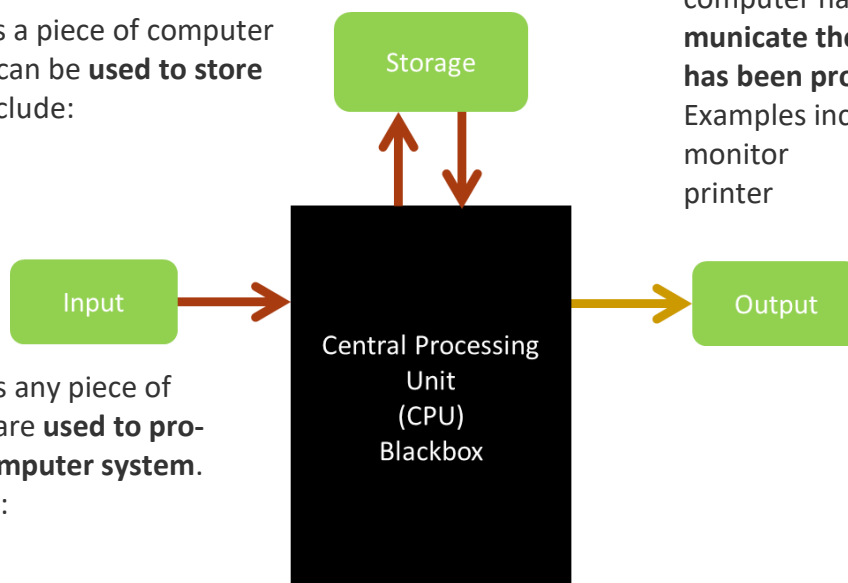 s a piece of computer
can be used to store
clude:
Storage
computer ha
municate the
has been pro
Examples inc
monitor
printer
Input
Central Processing
Unit
(CPU)
Blackbox
Output
s any piece of
are used to pro-
mputer system.
: